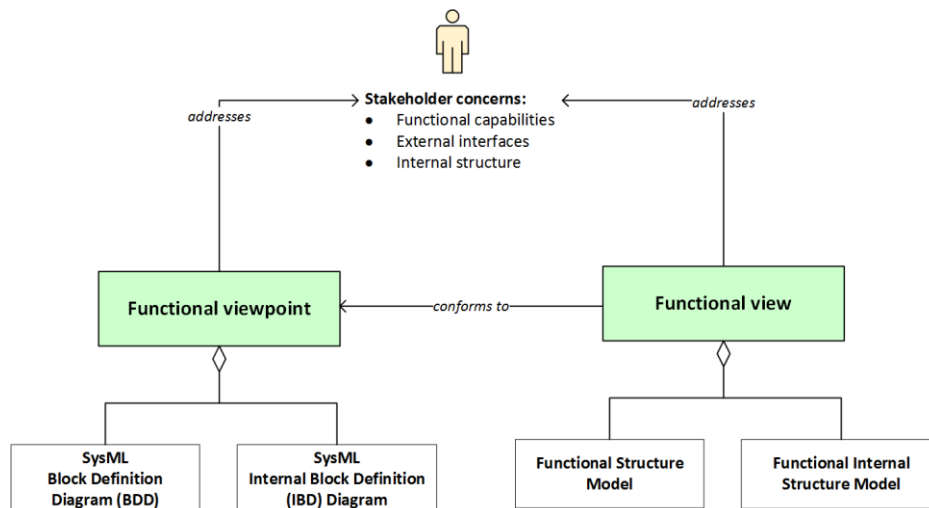 Stakeholder concerns:
addresses
addresses
● Functional capabilities
● External interfaces
● Internal structure
Functional viewpoint
conforms to
Functional view
SysML
Block Definition
Diagram (BDD)
SysML
Internal Block Definition
(IBD) Diagram
Functional Structure
Model
Functional Internal
Structure Model